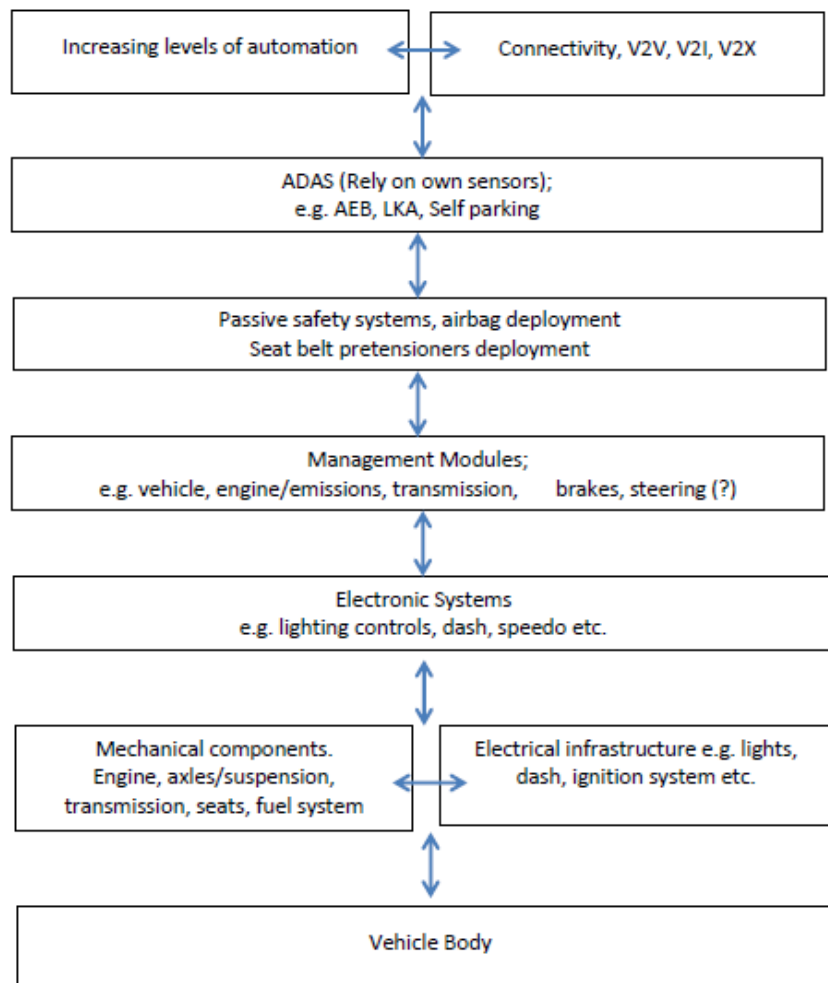 Increasing levels of automation
Connectivity, V2V, V2I, V2X
ADAS (Rely on own sensors);
e.g. AEB, LKA, Self parking
Passive safety systems, airbag deployment
Seat belt pretensioners deployment
Management Modules;
e.g. vehicle, engine/emissions, transmission, brakes, steering (?)
Electronic Systems
e.g. lighting controls, dash, speedo etc.
Mechanical components.
Engine, axles/suspension,
transmission, seats, fuel system
Electrical infrastructure e.g. lights,
dash, ignition system etc.
Vehicle Body